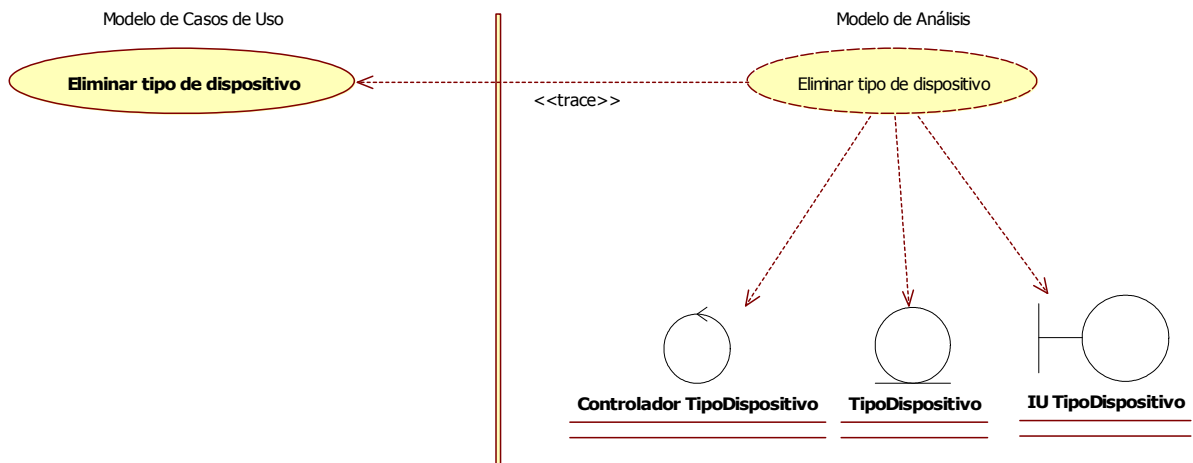 Modelo de Casos de Uso
Modelo de Análisis
Eliminar tipo de dispositivo
Eliminar tipo de dispositivo
<<trace>>
Controlador TipoDispositivo
TipoDispositivo
IU TipoDispositivo